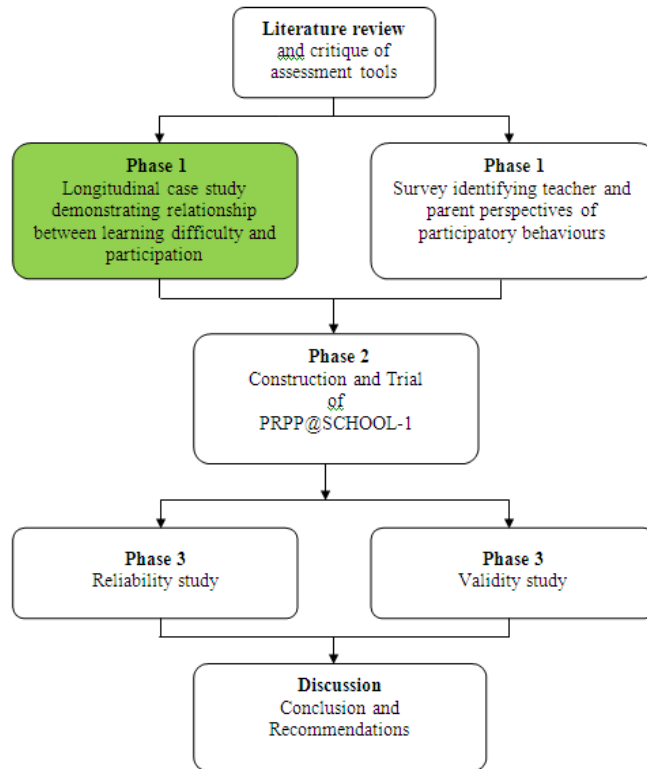 Literature review
and critique of
assessment tools
Phase 1
Longitudinal case study
demonstrating relationship
between learning difficulty and
participation
Phase 1
Survey identifying teacher and
parent perspectives of
participatory behaviours
Phase 2
Construction and Trial
of
PRPP@SCHOOL-1
Phase 3
Reliability study
Phase 3
Validity study
Discussion
Conclusion and
Recommendations